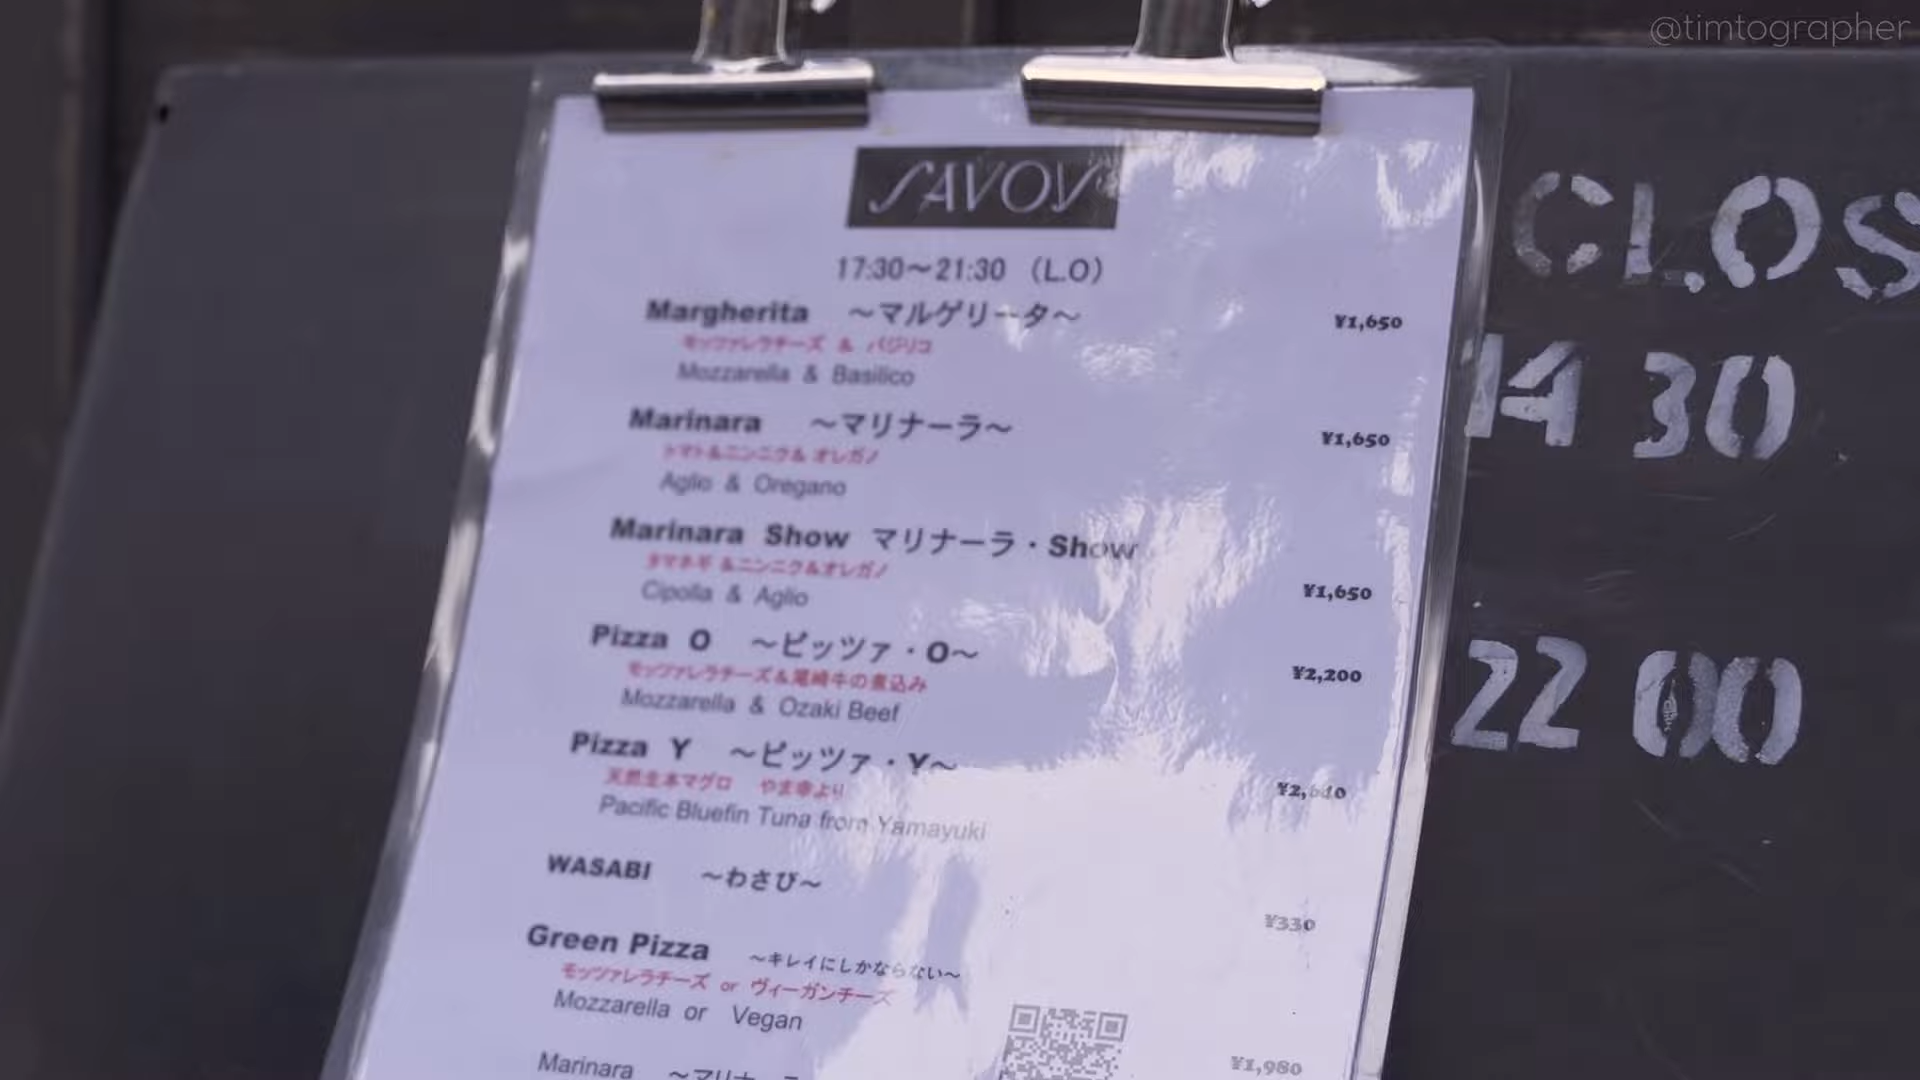 @timtographer
SAVOY
17:30〜21:30 (L.O)
Margherita 〜マルゲリータ〜 ¥1,650
モッツァレラチーズ & バジリコ
Mozzarella & Basilico
Marinara 〜マリナーラ〜 ¥1,650
トマト&ニンニク& オレガノ
Aglio & Oregano
Marinara Show マリナーラ・Show
タマネギ &ニンニク&オレガノ ¥1,650
Cipolla & Aglio
Pizza O 〜ピッツァ・O〜 ¥2,200
モッツァレラチーズ&尾崎牛の煮込み
Mozzarella & Ozaki Beef
Pizza Y 〜ピッツァ・Y〜
天然生本マグロ やま幸より
Pacific Bluefin Tuna from Yamayuki
WASABI 〜わさび〜 ¥330
Green Pizza 〜キレイにしかならない〜
モッツァレラチーズ or ヴィーガンチーズ
Mozzarella or Vegan ¥1,980
Marinara
CLOS
14 30
22 00